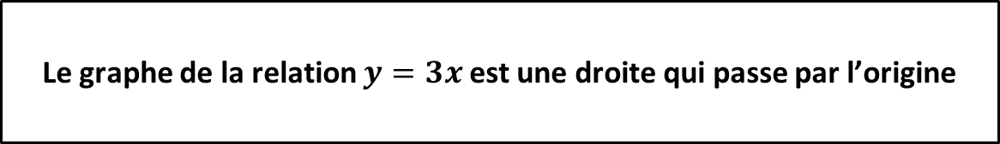 Le graphe de la relation 𝒚 = 𝟑𝒙 est une droite qui passe par l’origine